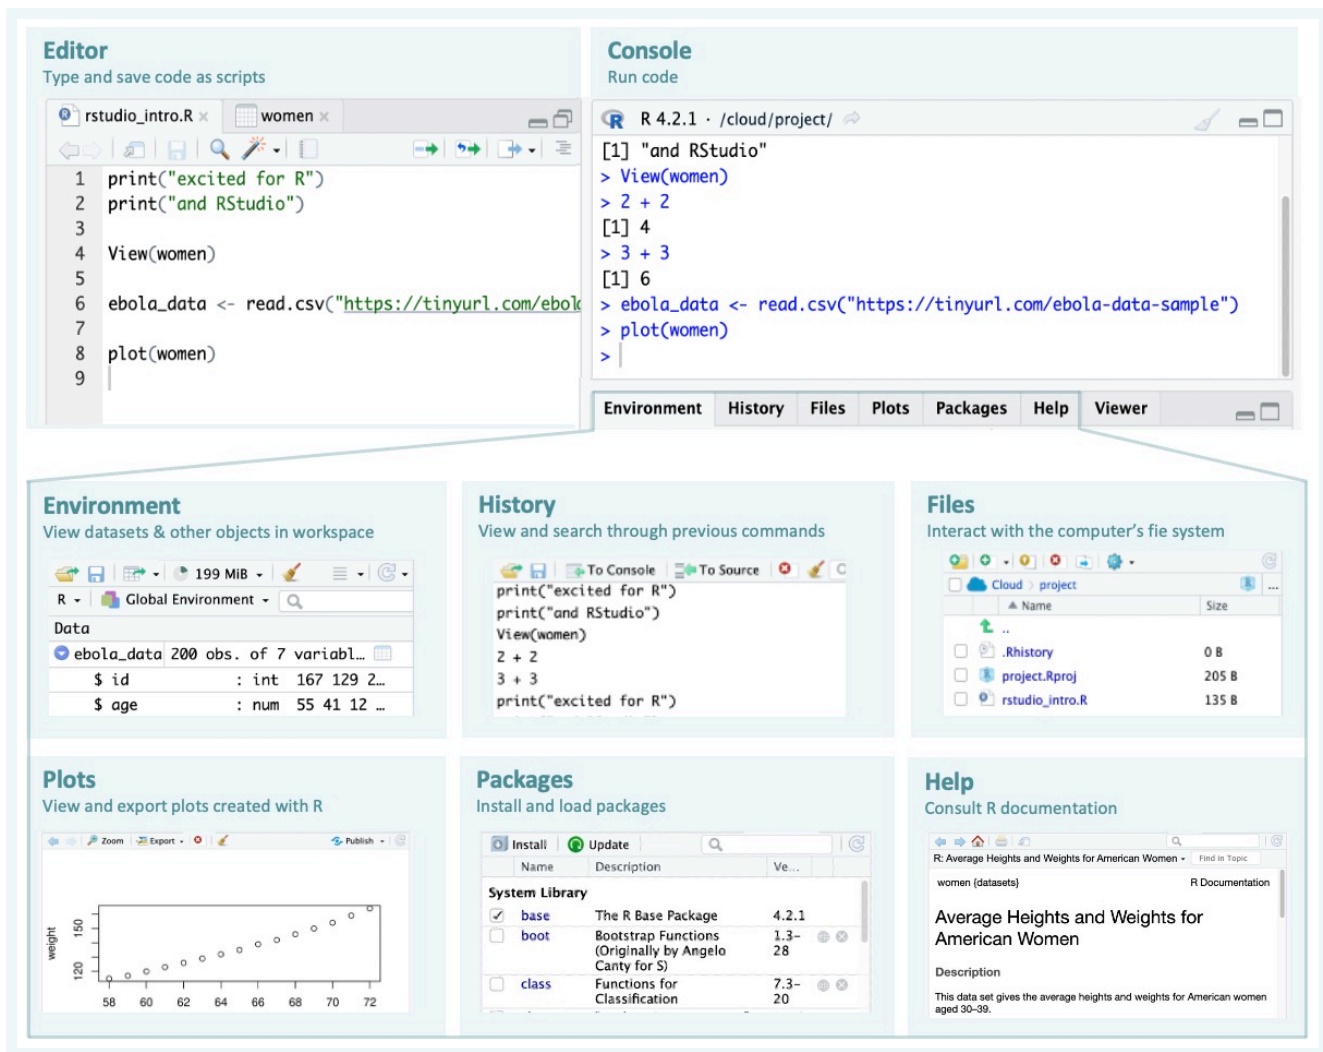 Editor
Type and save code as scripts
rstudio_intro.R
women
1 print("excited for R")
2 print("and RStudio")
3
4 View(women)
5
6 ebola_data <- read.csv("https://tinyurl.com/ebol
7
8 plot(women)
9
Console
Run code
R 4.2.1 · /cloud/project/
[1] "and RStudio"
> View(women)
> 2 + 2
[1] 4
> 3 + 3
[1] 6
> ebola_data <- read.csv("https://tinyurl.com/ebola-data-sample")
> plot(women)
>
Environment History Files Plots Packages Help Viewer
Environment
View datasets & other objects in workspace
199 MiB
R Global Environment
Data
ebola_data 200 obs. of 7 variabl…
$ id : int 167 129 2…
$ age : num 55 41 12 …
History
View and search through previous commands
To Console To Source
print("excited for R")
print("and RStudio")
View(women)
2 + 2
3 + 3
print("excited for R")
Files
Interact with the computer's fie system
Cloud project
Name Size
..
.Rhistory 0 B
project.Rproj 205 B
rstudio_intro.R 135 B
Plots
View and export plots created with R
Zoom Export Publish
weight
150
120
58 60 62 64 66 68 70 72
Packages
Install and load packages
Install Update
Name Description Ve...
System Library
base The R Base Package 4.2.1
boot Bootstrap Functions 1.3-
(Originally by Angelo 28
Canty for S)
class Functions for 7.3-
Classification 20
Help
Consult R documentation
R: Average Heights and Weights for American Women Find in Topic
women {datasets} R Documentation
Average Heights and Weights for
American Women
Description
This data set gives the average heights and weights for American women
aged 30–39.